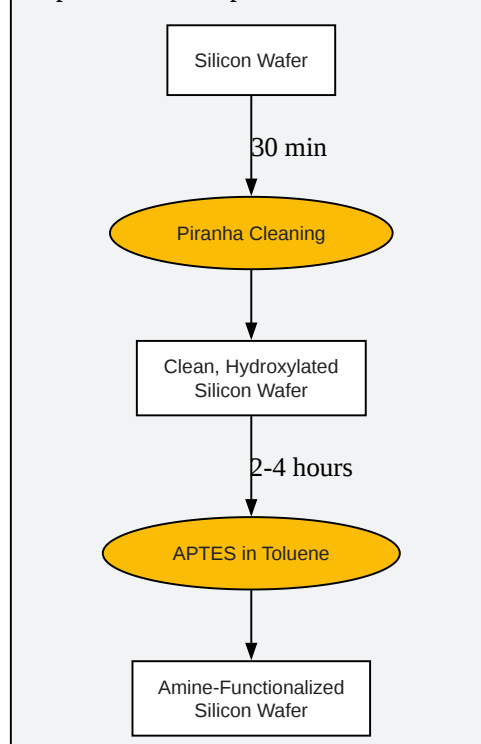 Silicon Wafer
30 min
Piranha Cleaning
Clean, Hydroxylated
Silicon Wafer
2-4 hours
APTES in Toluene
Amine-Functionalized
Silicon Wafer